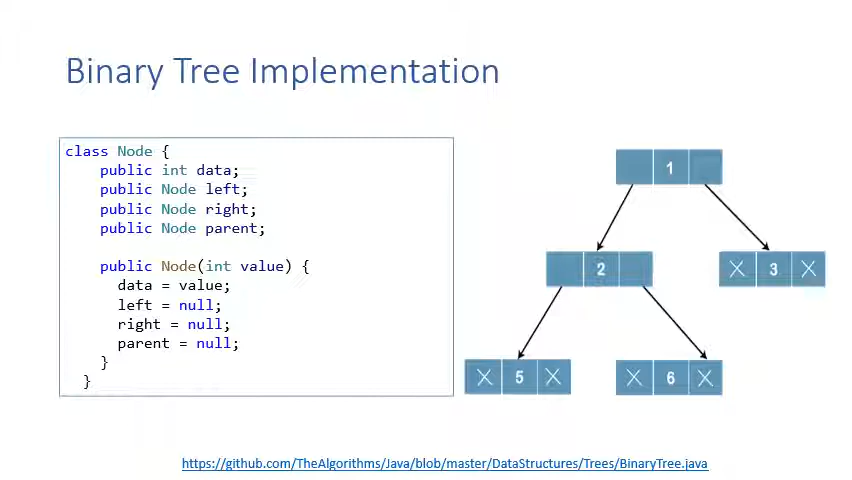 Binary Tree Implementation
class Node {
public int data;
public Node left;
public Node right;
public Node parent;
public Node(int value) {
data = value;
left = null;
right = null;
parent = null;
}
}
1
2
X 3 X
X 5 X
X 6 X
https://github.com/TheAlgorithms/Java/blob/master/DataStructures/Trees/BinaryTree.java